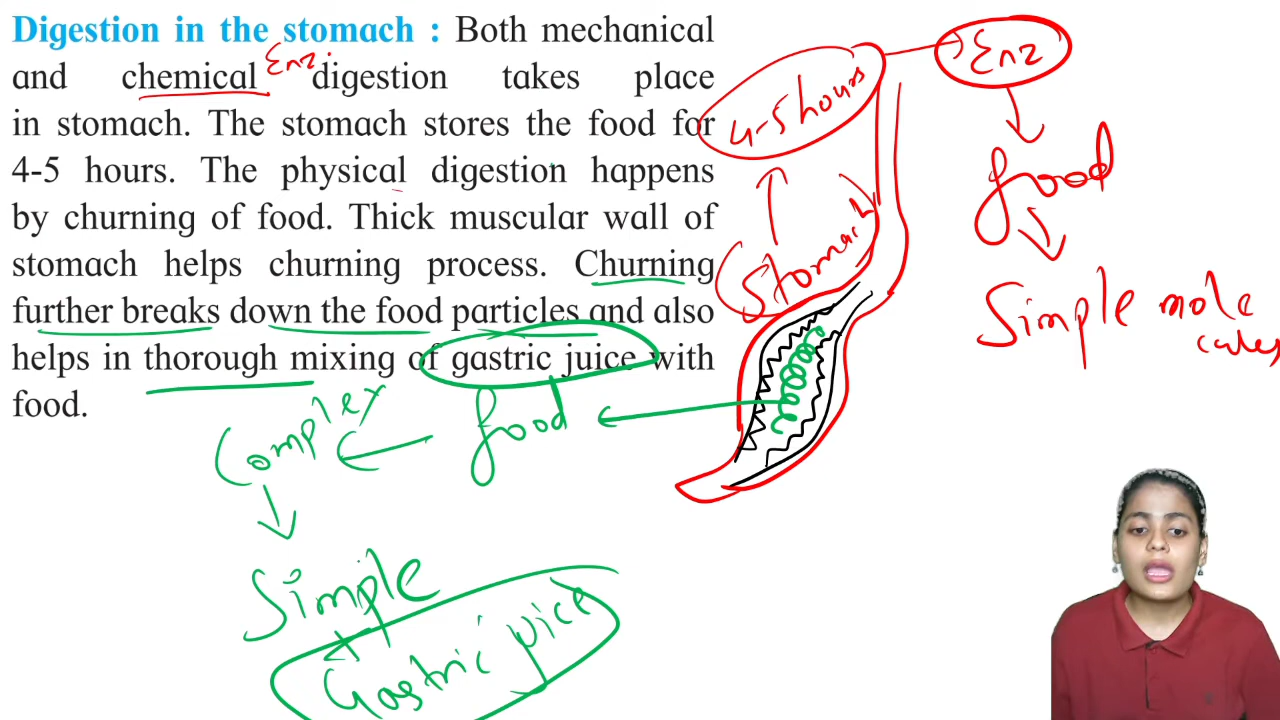 Digestion in the stomach : Both mechanical
and chemical Enz digestion takes place
in stomach. The stomach stores the food for
4-5 hours. The physical digestion happens
by churning of food. Thick muscular wall of
stomach helps churning process. Churning
further breaks down the food particles and also
helps in thorough mixing of gastric juice with
food.
4-5 hours
Enz
food
Simple mole
cules
Stomach
food
Complex
Simple
+
Gastric juice